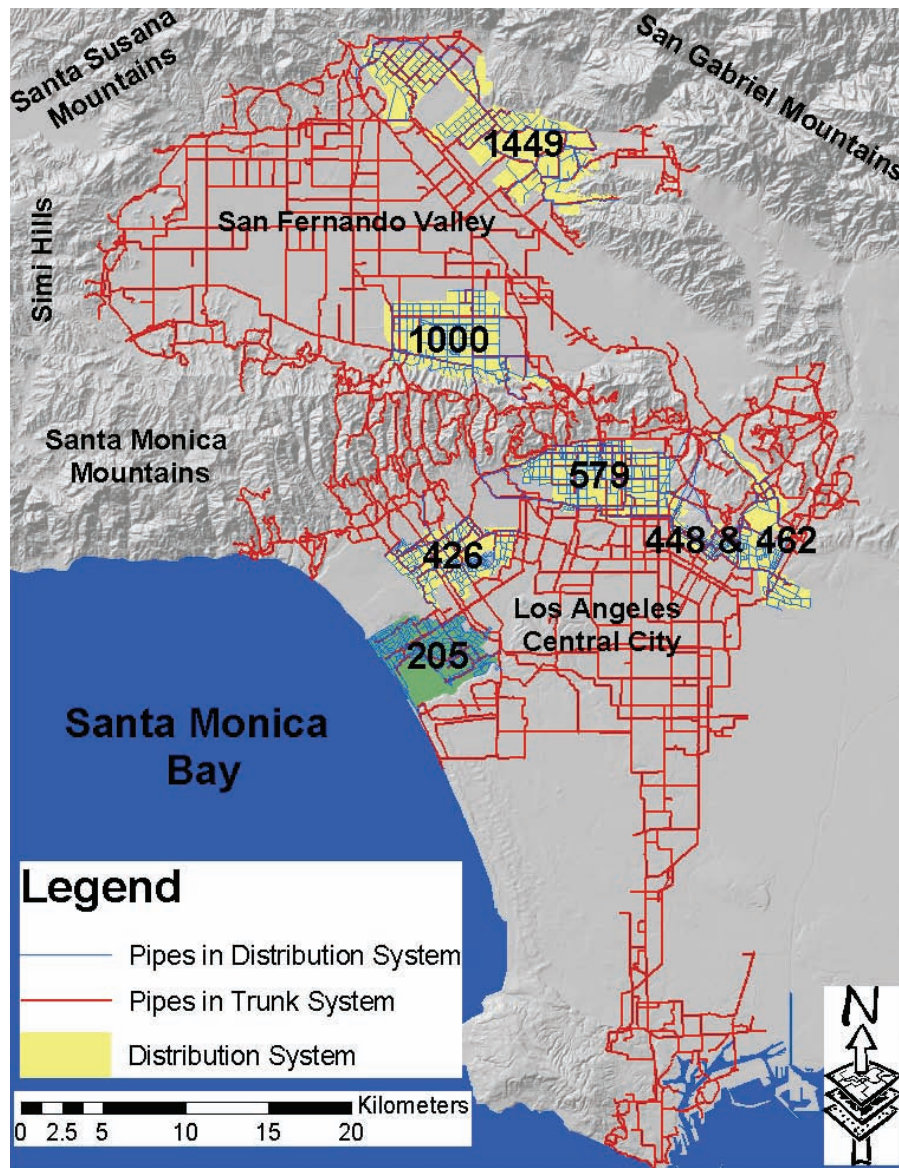 Santa Susana
Mountains
San Gabriel Mountains
1449
San Fernando Valley
Simi Hills
1000
Santa Monica
Mountains
579
448 & 462
426
Los Angeles
Central City
205
Santa Monica
Bay
Legend
Pipes in Distribution System
Pipes in Trunk System
Distribution System
Kilometers
0 2.5 5 10 15 20
N